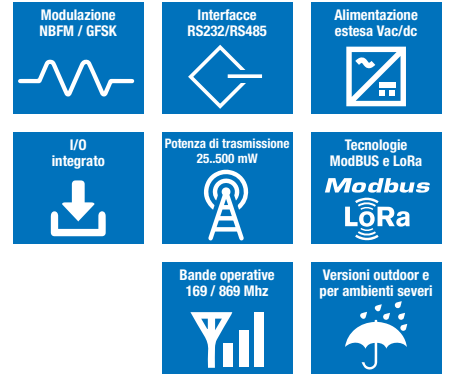 Modulazione
NBFM / GFSK
Interfacce
RS232/RS485
Alimentazione
estesa Vac/dc
I/O
integrato
Potenza di trasmissione
25..500 mW
Tecnologie
ModBUS e LoRa
Modbus
LoRa
Bande operative
169 / 869 Mhz
Versioni outdoor e
per ambienti severi